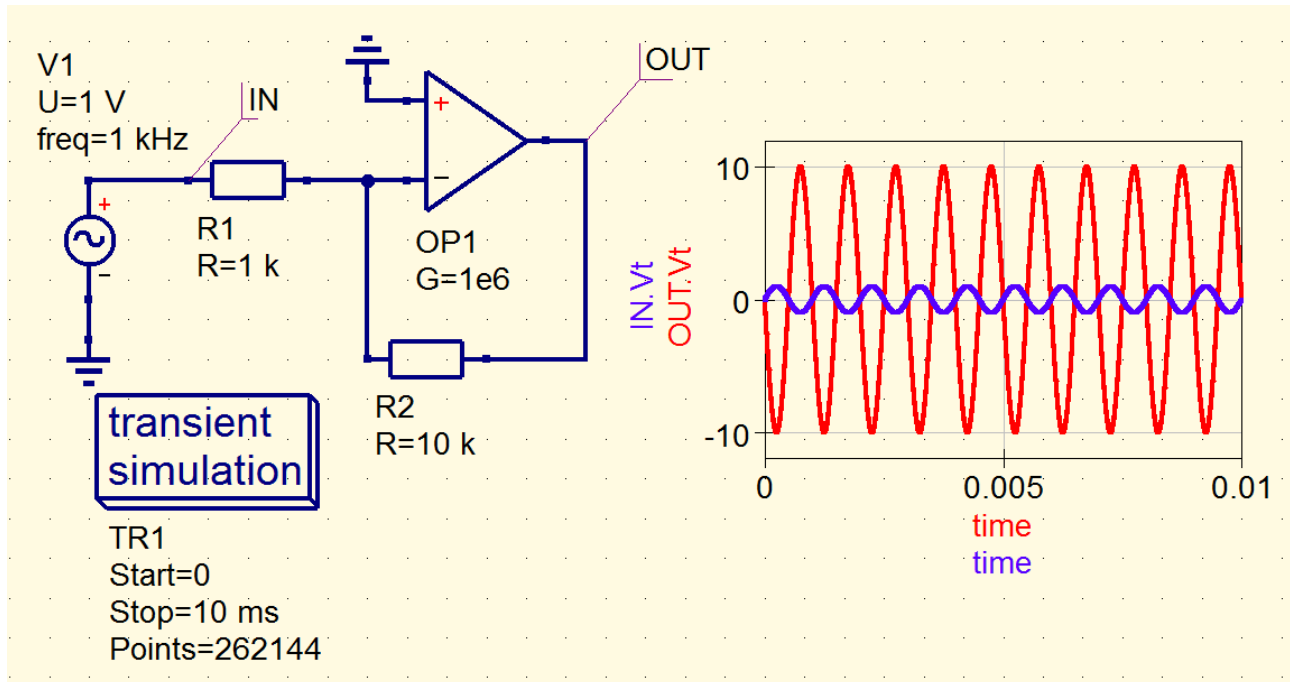 V1
U=1 V
freq=1 kHz
IN
+
−
R1
R=1 k
+
−
OP1
G=1e6
OUT
R2
R=10 k
transient
simulation
TR1
Start=0
Stop=10 ms
Points=262144
IN.Vt
OUT.Vt
10
0
-10
0
0.005
0.01
time
time